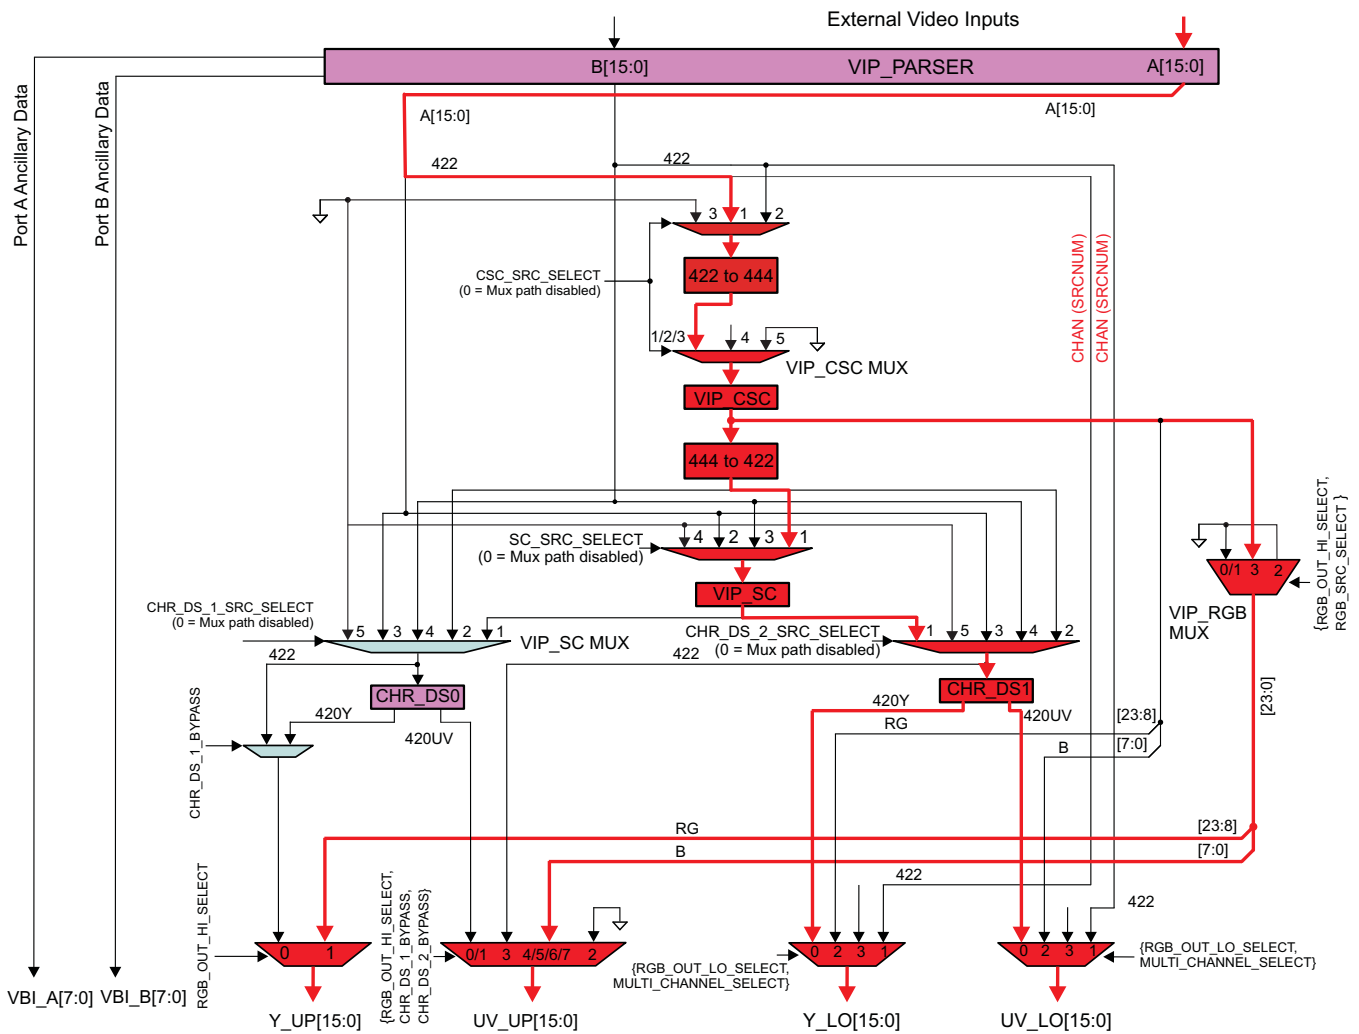 External Video Inputs
B[15:0]
VIP_PARSER
A[15:0]
A[15:0]
A[15:0]
Port A Ancillary Data
Port B Ancillary Data
422
422
3
1
2
CSC_SRC_SELECT
(0 = Mux path disabled)
422 to 444
CHAN (SRCNUM)
CHAN (SRCNUM)
1/2/3
4
5
VIP_CSC MUX
VIP_CSC
444 to 422
SC_SRC_SELECT
(0 = Mux path disabled)
4
2
3
1
{RGB_OUT_HI_SELECT,
RGB_SRC_SELECT }
0/1
3
2
VIP_RGB
MUX
VIP_SC
CHR_DS_1_SRC_SELECT
(0 = Mux path disabled)
5
3
4
2
1
VIP_SC MUX
CHR_DS_2_SRC_SELECT
(0 = Mux path disabled)
1
5
3
4
2
422
422
CHR_DS0
CHR_DS1
420Y
420UV
420Y
420UV
RG
[23:8]
[7:0]
B
[23:0]
CHR_DS_1_BYPASS
RG
[23:8]
B
[7:0]
422
422
RGB_OUT_HI_SELECT
0
1
{RGB_OUT_HI_SELECT,
CHR_DS_1_BYPASS,
CHR_DS_2_BYPASS}
0/1
3
4/5/6/7
2
{RGB_OUT_LO_SELECT,
MULTI_CHANNEL_SELECT}
0
2
3
1
0
2
3
1
{RGB_OUT_LO_SELECT,
MULTI_CHANNEL_SELECT}
VBI_A[7:0]
VBI_B[7:0]
Y_UP[15:0]
UV_UP[15:0]
Y_LO[15:0]
UV_LO[15:0]